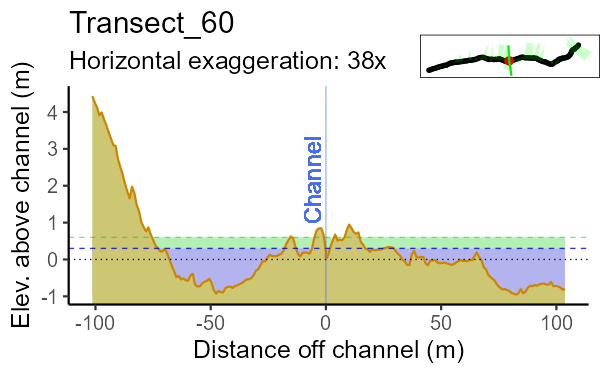 Transect_60
Horizontal exaggeration: 38x
Elev. above channel (m)
4
3
2
1
0
-1
Channel
-100
-50
0
50
100
Distance off channel (m)